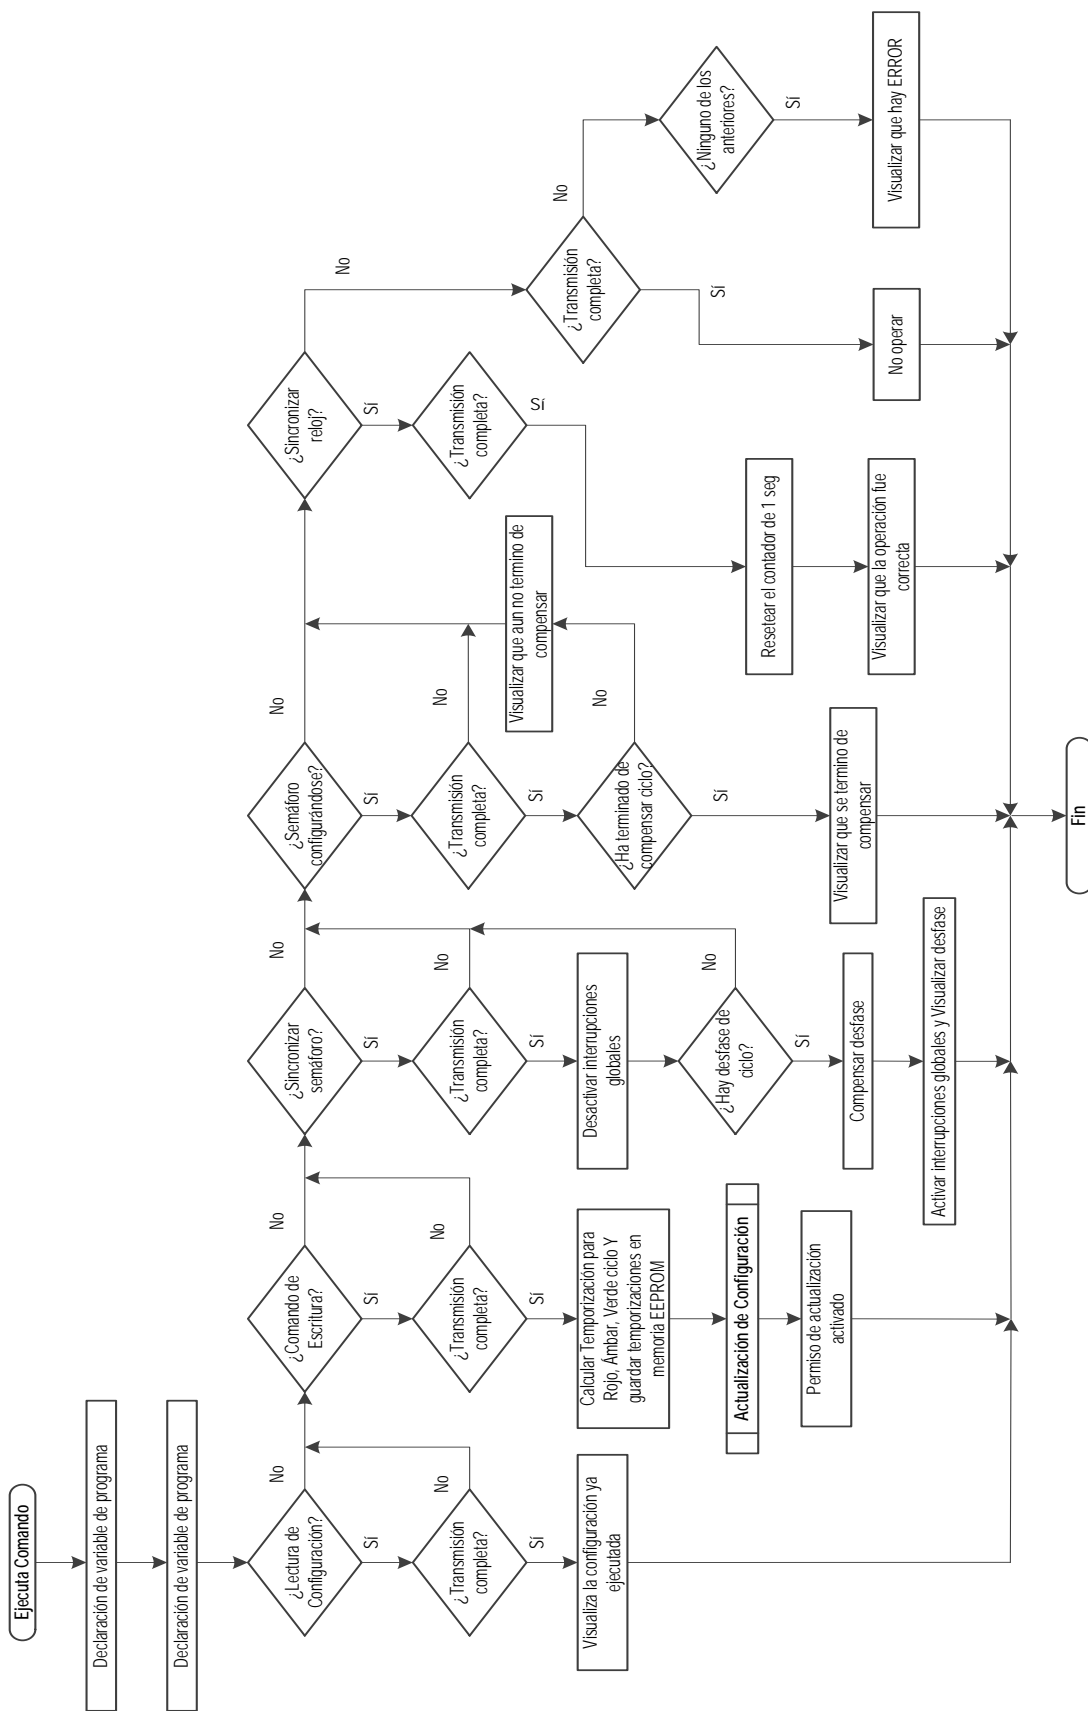 Ejecuta Comando
Declaración de variable de programa
Declaración de variable de programa
¿Lectura de
Configuración?
No
Sí
¿Transmisión
completa?
No
Sí
Visualiza la configuración ya
ejecutada
¿Comando de
Escritura?
No
Sí
¿Transmisión
completa?
No
Sí
Calcular Temporización para
Rojo, Ámbar, Verde ciclo Y
guardar temporizaciones en
memoria EEPROM
Actualización de Configuración
Permiso de actualización
activado
¿Sincronizar
semáforo?
No
Sí
¿Transmisión
completa?
No
Sí
Desactivar interrupciones
globales
¿Hay desfase de
ciclo?
No
Sí
Compensar desfase
Activar interrupciones globales y Visualizar desfase
¿Semáforo
configurándose?
No
Sí
¿Transmisión
completa?
No
Sí
¿Ha terminado de
compensar ciclo?
No
Sí
Visualizar que aun no termino de
compensar
Visualizar que se termino de
compensar
¿Sincronizar
reloj?
No
Sí
¿Transmisión
completa?
Sí
Resetear el contador de 1 seg
Visualizar que la operación fue
correcta
¿Transmisión
completa?
No
Sí
No operar
¿Ninguno de los
anteriores?
Sí
Visualizar que hay ERROR
Fin